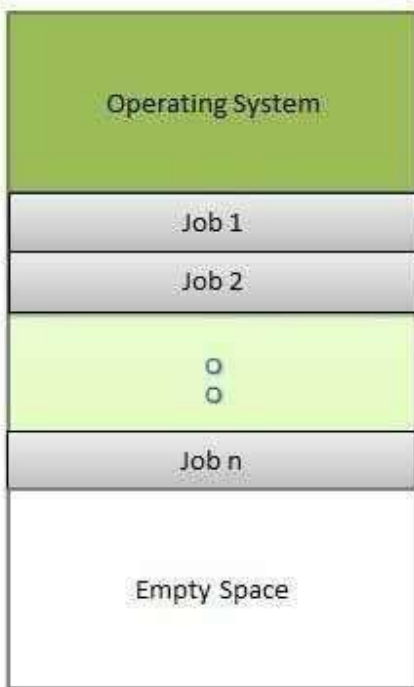 Operating System
Job 1
Job 2
o
o
Job n
Empty Space